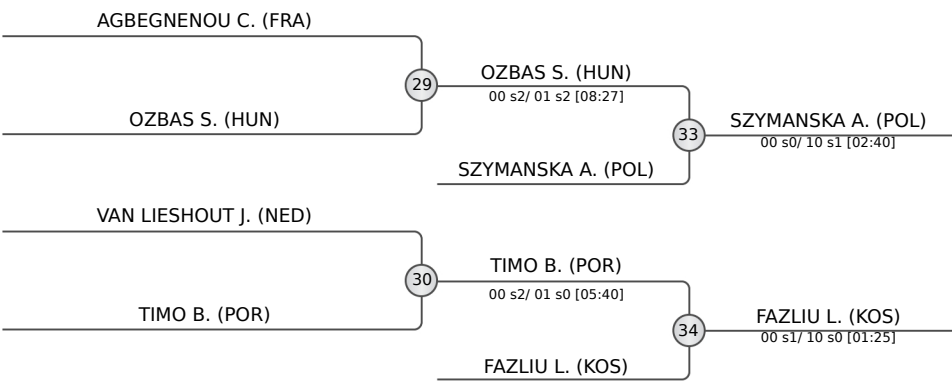 AGBEGNENOU C. (FRA)
29
OZBAS S. (HUN)
OZBAS S. (HUN)
00 s2/ 01 s2 [08:27]
33
SZYMANSKA A. (POL)
SZYMANSKA A. (POL)
00 s0/ 10 s1 [02:40]
VAN LIESHOUT J. (NED)
30
TIMO B. (POR)
TIMO B. (POR)
00 s2/ 01 s0 [05:40]
34
FAZLIU L. (KOS)
FAZLIU L. (KOS)
00 s1/ 10 s0 [01:25]